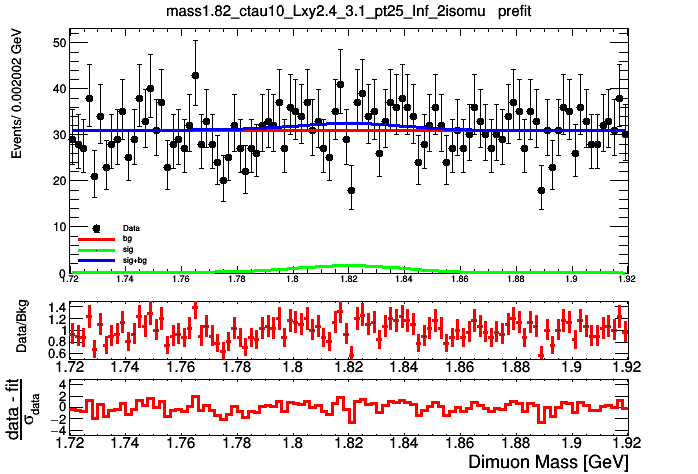 mass1.82_ctau10_Lxy2.4_3.1_pt25_Inf_2isomu prefit
Events/ 0.002002 GeV
50
40
30
20
10
0
Data
bg
sig
sig+bg
1.72 1.74 1.76 1.78 1.8 1.82 1.84 1.86 1.88 1.9 1.92
Data/Bkg
1.4
1.2
1.0
0.8
0.6
1.72 1.74 1.76 1.78 1.8 1.82 1.84 1.86 1.88 1.9 1.92
data - fit
σdata
4
2
0
−2
−4
1.72 1.74 1.76 1.78 1.8 1.82 1.84 1.86 1.88 1.9 1.92
Dimuon Mass [GeV]